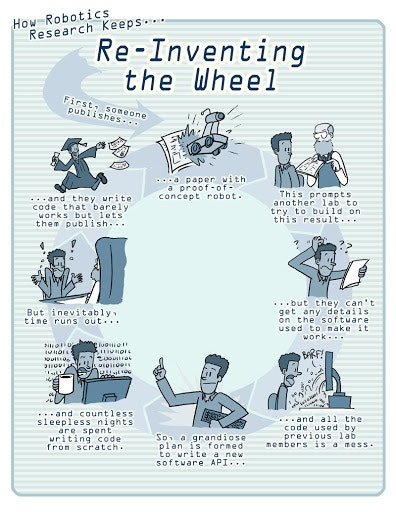 How Robotics
Research Keeps...
Re-Inventing
the Wheel
First, someone
publishes...
...a paper with
a proof-of-
concept robot.
This prompts
another lab to
try to build on
this result...
...but they can't
get any details
on the software
used to make it
work...
BARF!
...and all the
code used by
previous lab
members is a mess.
So, a grandiose
plan is formed
to write a new
software API...
...and countless
sleepless nights
are spent
writing code
from scratch.
But inevitably,
time runs out...
...and they write
code that barely
works but lets
them publish...